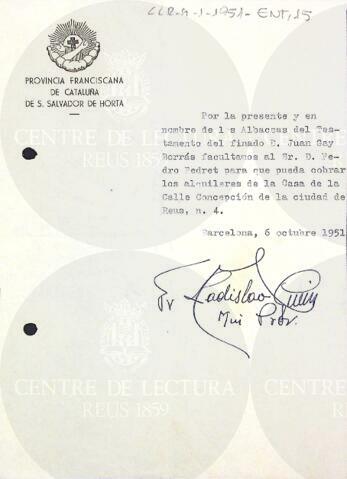 CLR-4-1-1951-ENT,15
PROVINCIA FRANCISCANA
DE CATALUÑA
DE S. SALVADOR DE HORTA
Por la presente y en
nombre de los Albaceas del Tes-
tamento del finado D. Juan Gay
Borrás facultamos al Sr. D. Pe-
dro Pedret para que pueda cobrar
los alquileres de la Casa de la
Calle Concepción de la ciudad de
Reus, n. 4.
Barcelona, 6 octubre 1951
Fr Ladislao
Min Prov.
CENTRE DE LECTURA
REUS 1859
CENTRE DE LECTURA
REUS 1859